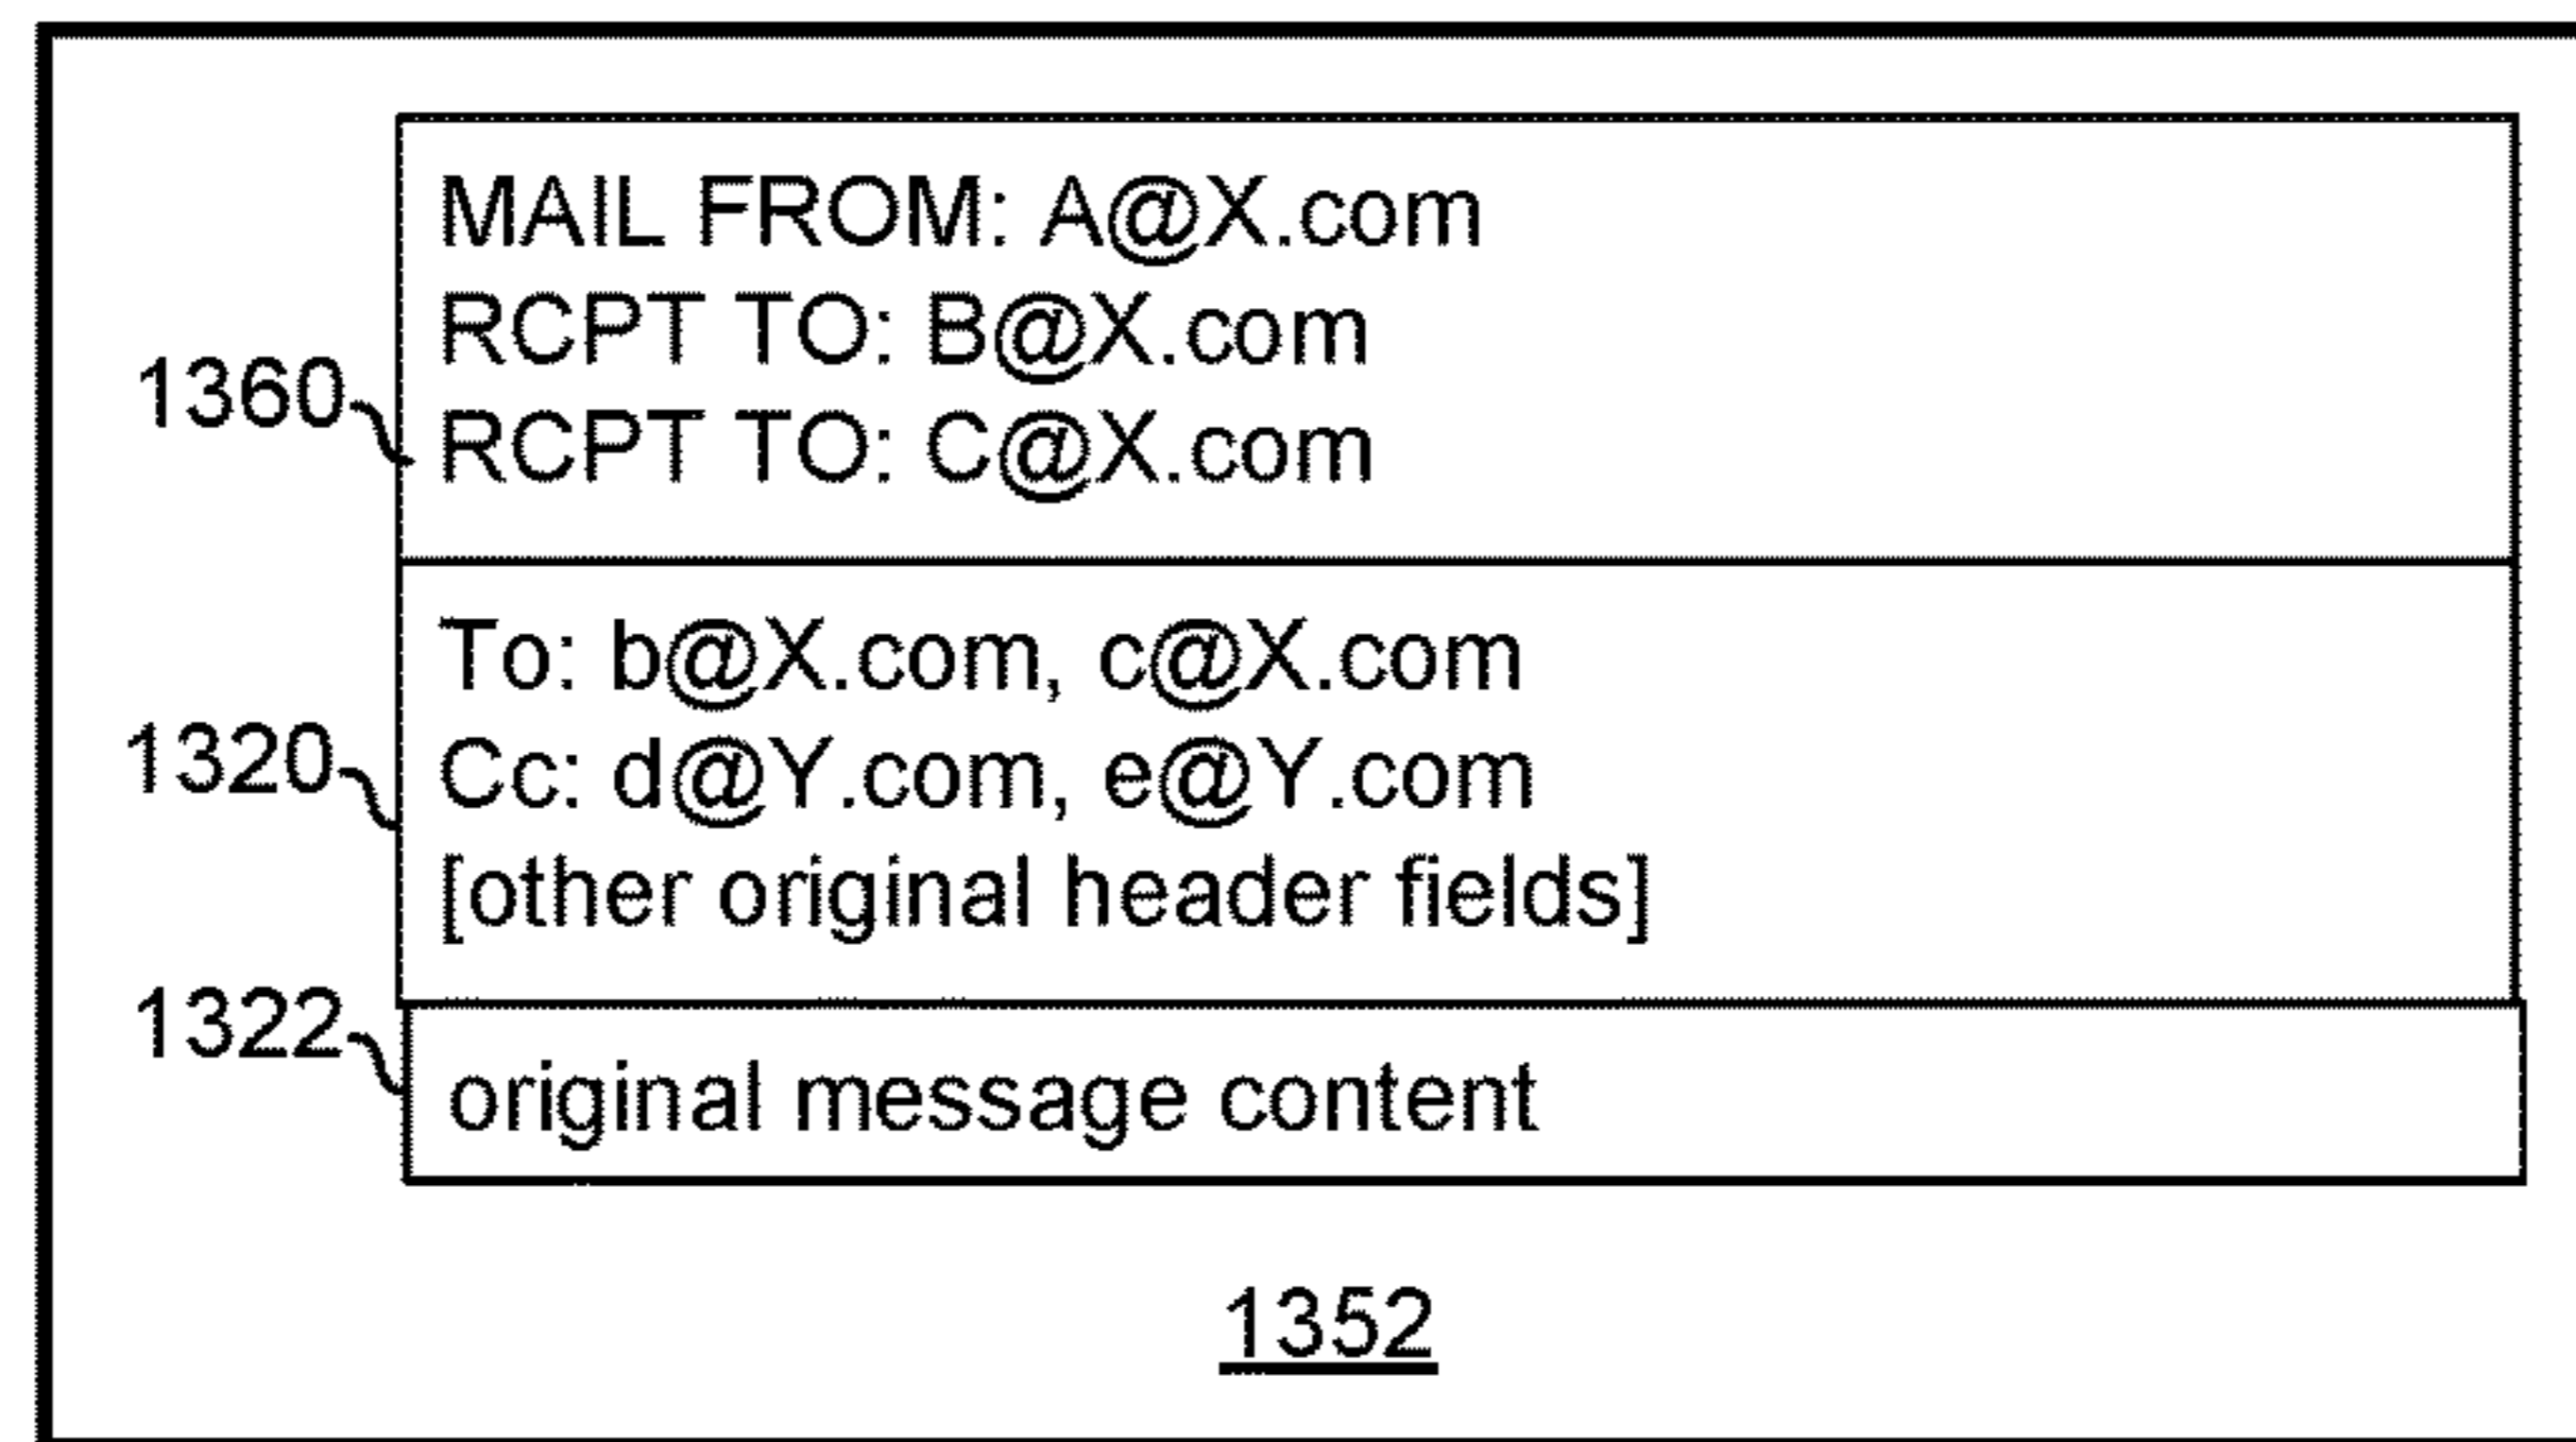 MAIL FROM: A@X.com
RCPT TO: B@X.com
1360
RCPT TO: C@X.com
To: b@X.com, c@X.com
1320
Cc: d@Y.com, e@Y.com
[other original header fields]
1322
original message content
1352